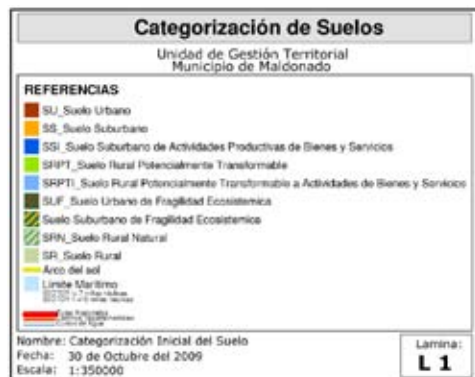 Categorización de Suelos
Unidad de Gestión Territorial
Municipio de Maldonado
REFERENCIAS
SU_Suelo Urbano
SS_Suelo Suburbano
SSI_Suelo Suburbano de Actividades Productivas de Bienes y Servicios
SRPT_Suelo Rural Potencialmente Transformable
SRPTI_Suelo Rural Potencialmente Transformable a Actividades de Bienes y Servicios
SUF_Suelo Urbano de Fragilidad Ecosistemica
Suelo Suburbano de Fragilidad Ecosistemica
SRN_Suelo Rural Natural
SR_Suelo Rural
Arco del sol
Limite Maritimo
Nombre: Categorización Inicial del Suelo
Fecha: 30 de Octubre del 2009
Escala: 1:350000
Lamina:
L 1